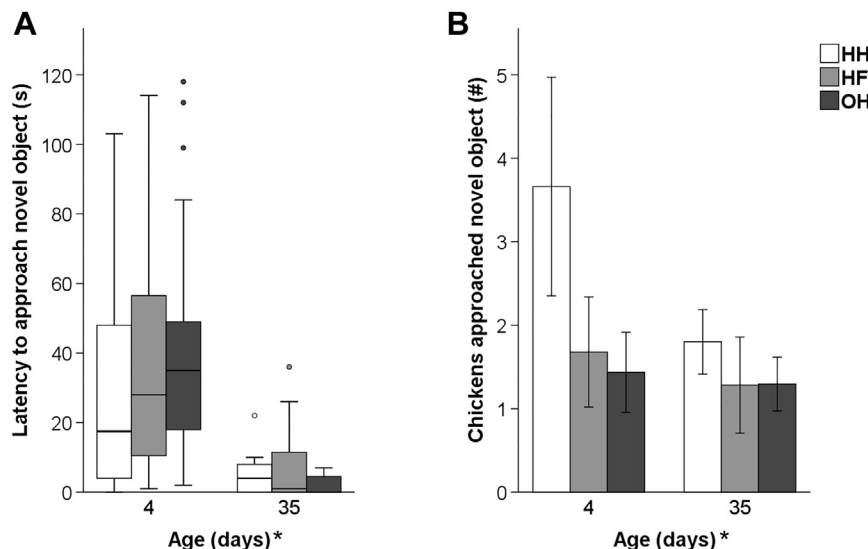 A
Latency to approach novel object (s)
120
100
80
60
40
20
0
4
35
Age (days)*
B
Chickens approached novel object (#)
5
4
3
2
1
0
4
35
Age (days)*
HH
HF
OH